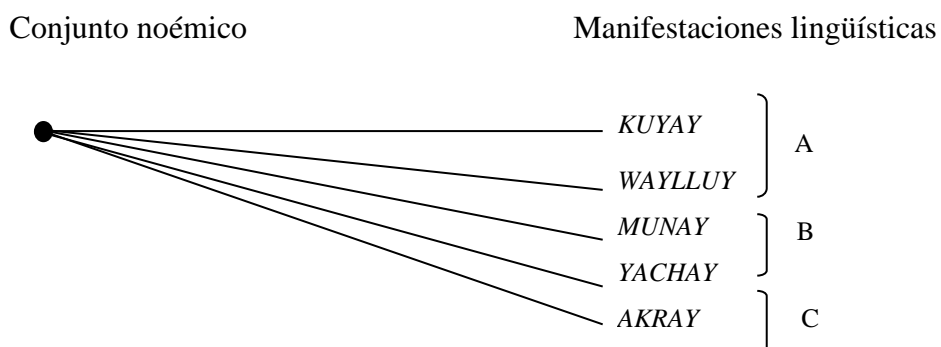 Conjunto noémico Manifestaciones lingüísticas
KUYAY
A
WAYLLUY
MUNAY
B
YACHAY
AKRAY
C